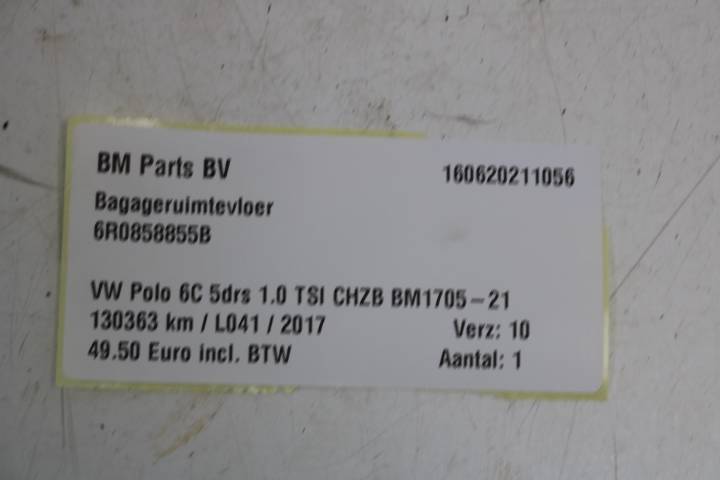 BM Parts BV 160620211056
Bagageruimtevloer
6R0858855B
VW Polo 6C 5drs 1.0 TSI CHZB BM1705-21
130363 km / L041 / 2017 Verz: 10
49.50 Euro incl. BTW Aantal: 1